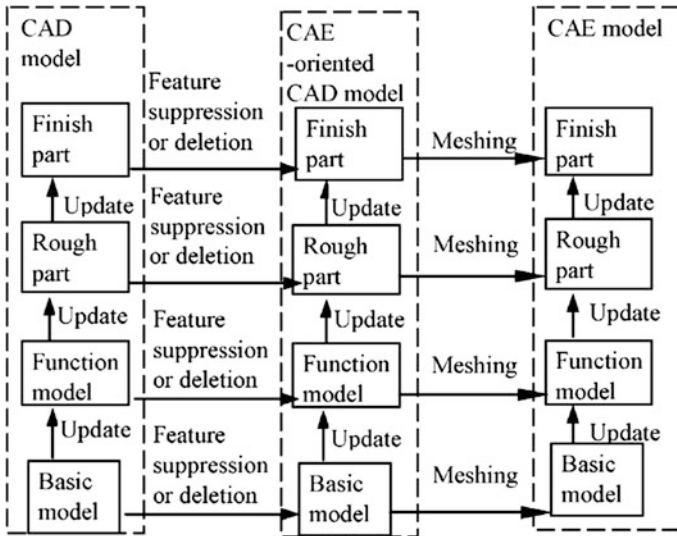 CAD
model
CAE
-oriented
CAD model
CAE model
Feature
suppression
or deletion
Finish
part
Finish
part
Meshing
Finish
part
Update
Feature
suppression
or deletion
Update
Update
Rough
part
Rough
part
Meshing
Rough
part
Update
Feature
suppression
or deletion
Update
Update
Function
model
Function
model
Meshing
Function
model
Update
Feature
suppression
or deletion
Update
Update
Basic
model
Basic
model
Meshing
Basic
model